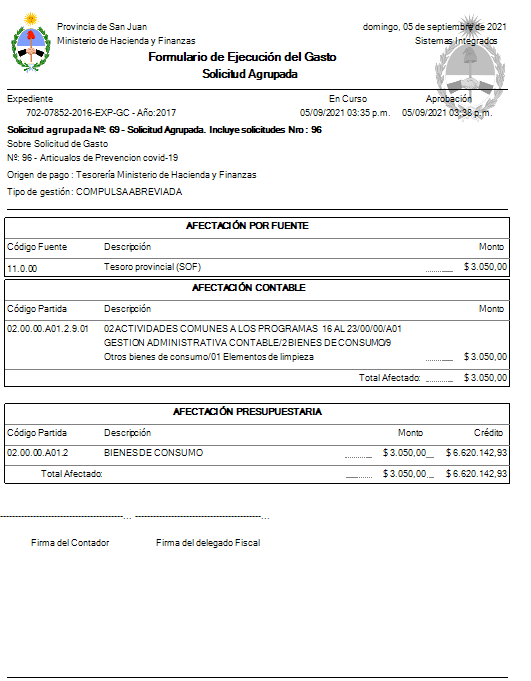 Provincia de San Juan domingo, 05 de septiembre de 2021
Ministerio de Hacienda y Finanzas Sistemas Integrados
Formulario de Ejecución del Gasto
Solicitud Agrupada
Expediente En Curso Aprobación
702-07852-2016-EXP-GC - Año:2017 05/09/2021 03:35 p.m. 05/09/2021 03:38 p.m.
Solicitud agrupada Nº: 69 - Solicitud Agrupada. Incluye solicitudes Nro : 96
Sobre Solicitud de Gasto
Nº: 96 - Articualos de Prevencion covid-19
Origen de pago : Tesorería Ministerio de Hacienda y Finanzas
Tipo de gestión : COMPULSA ABREVIADA
AFECTACIÓN POR FUENTE
Código Fuente Descripción Monto
11.0.00 Tesoro provincial (SOF) $ 3.050,00
AFECTACIÓN CONTABLE
Código Partida Descripción Monto
02.00.00.A01.2.9.01 02 ACTIVIDADES COMUNES A LOS PROGRAMAS 16 AL 23/00/00/A01
GESTION ADMINISTRATIVA CONTABLE/2 BIENES DE CONSUMO/9
Otros bienes de consumo/01 Elementos de limpieza $ 3.050,00
Total Afectado: $ 3.050,00
AFECTACIÓN PRESUPUESTARIA
Código Partida Descripción Monto Crédito
02.00.00.A01.2 BIENES DE CONSUMO $ 3.050,00 $ 6.620.142,93
Total Afectado: $ 3.050,00 $ 6.620.142,93
Firma del Contador Firma del delegado Fiscal